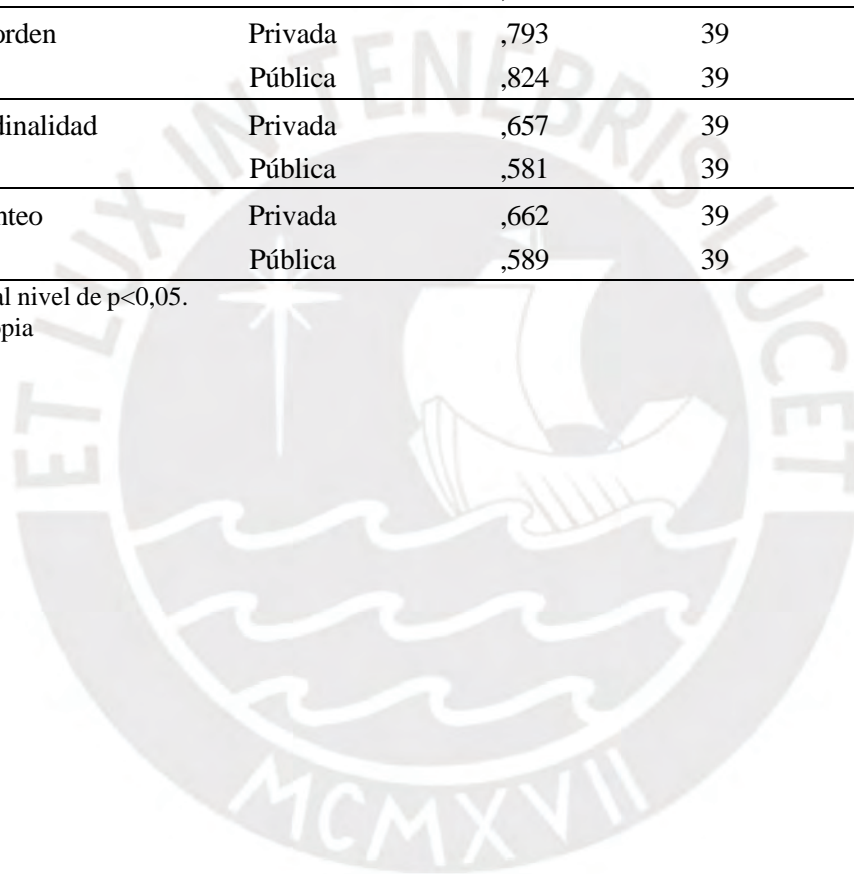 orden Privada ,793 39
Pública ,824 39
dinalidad Privada ,657 39
Pública ,581 39
nteo Privada ,662 39
Pública ,589 39
al nivel de p<0,05.
opia
ET LUX IN TENEBRIS LUCET
MCMXVII